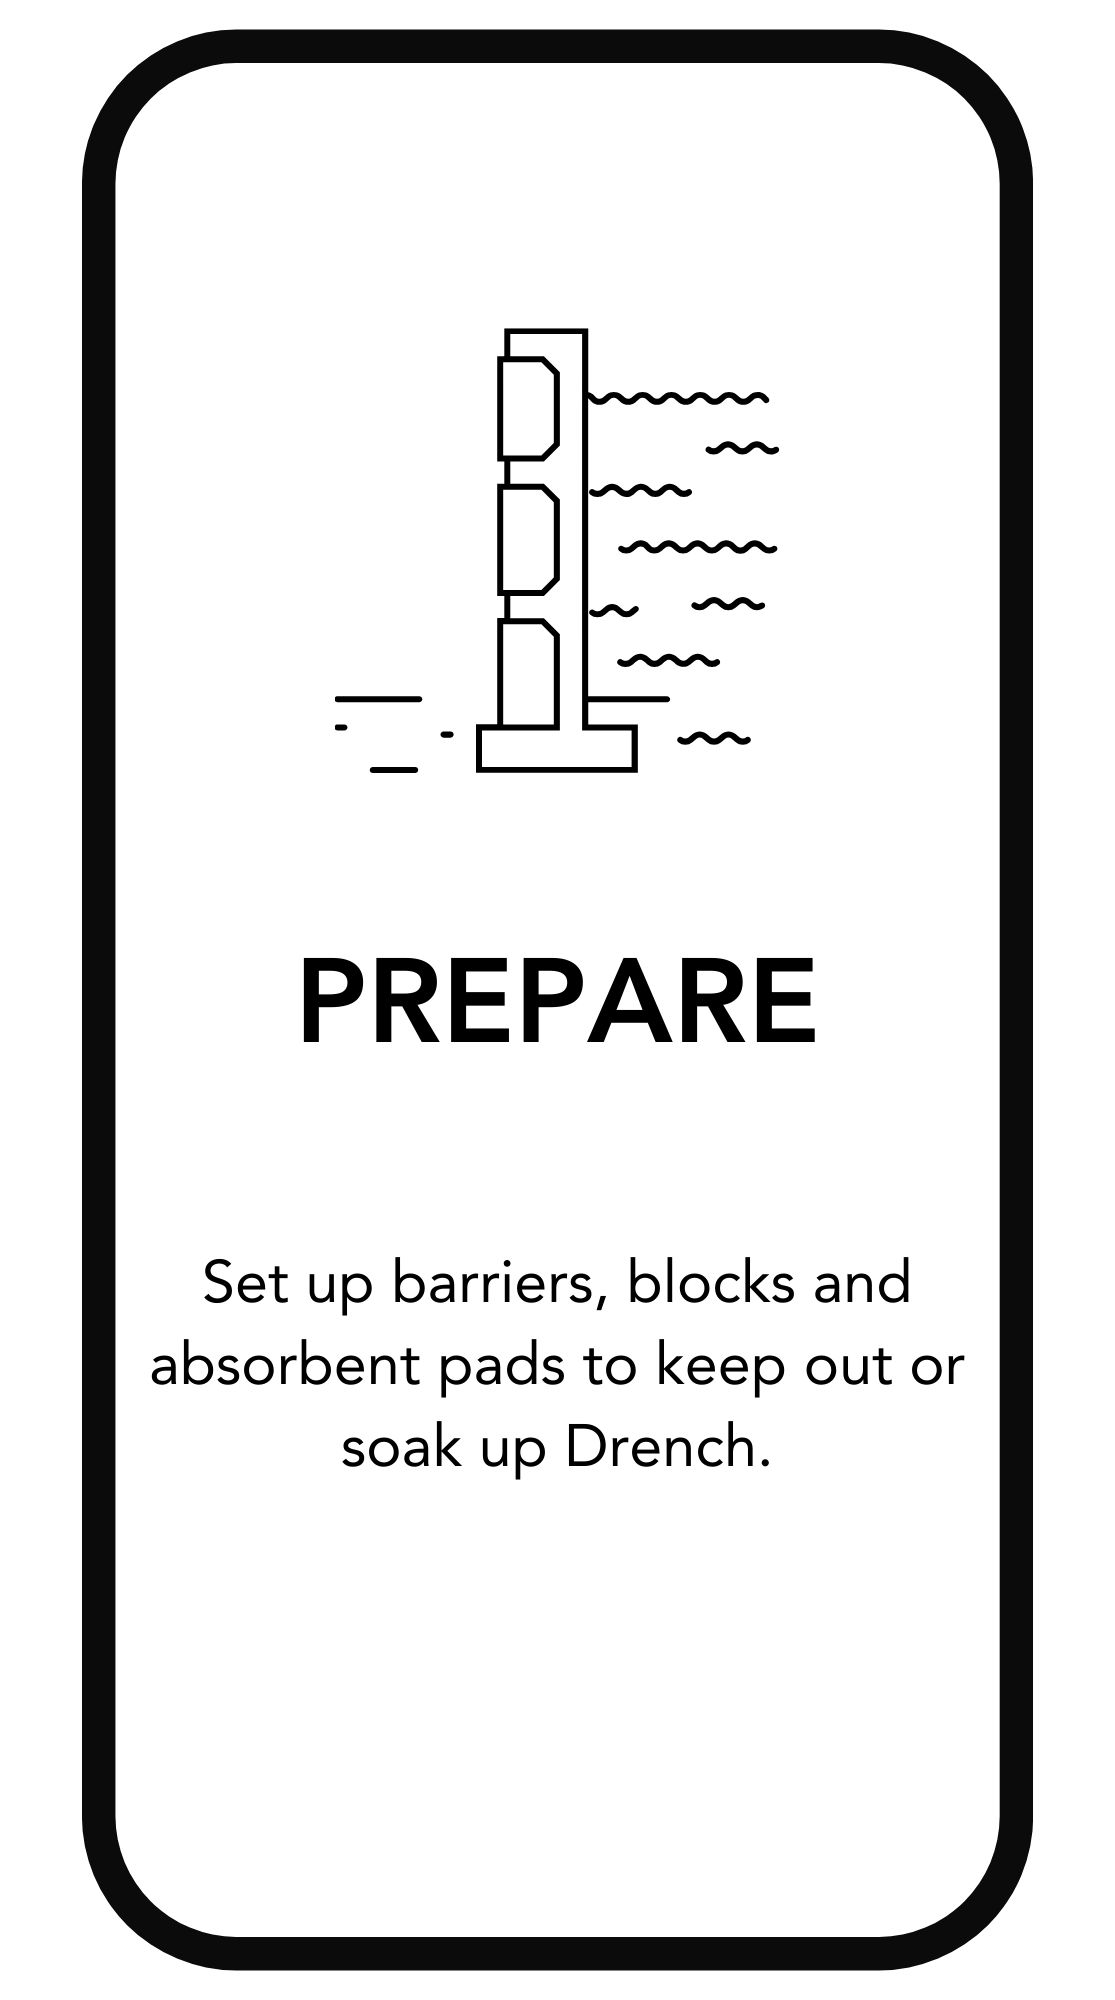 PREPARE
Set up barriers, blocks and
absorbent pads to keep out or
soak up Drench.